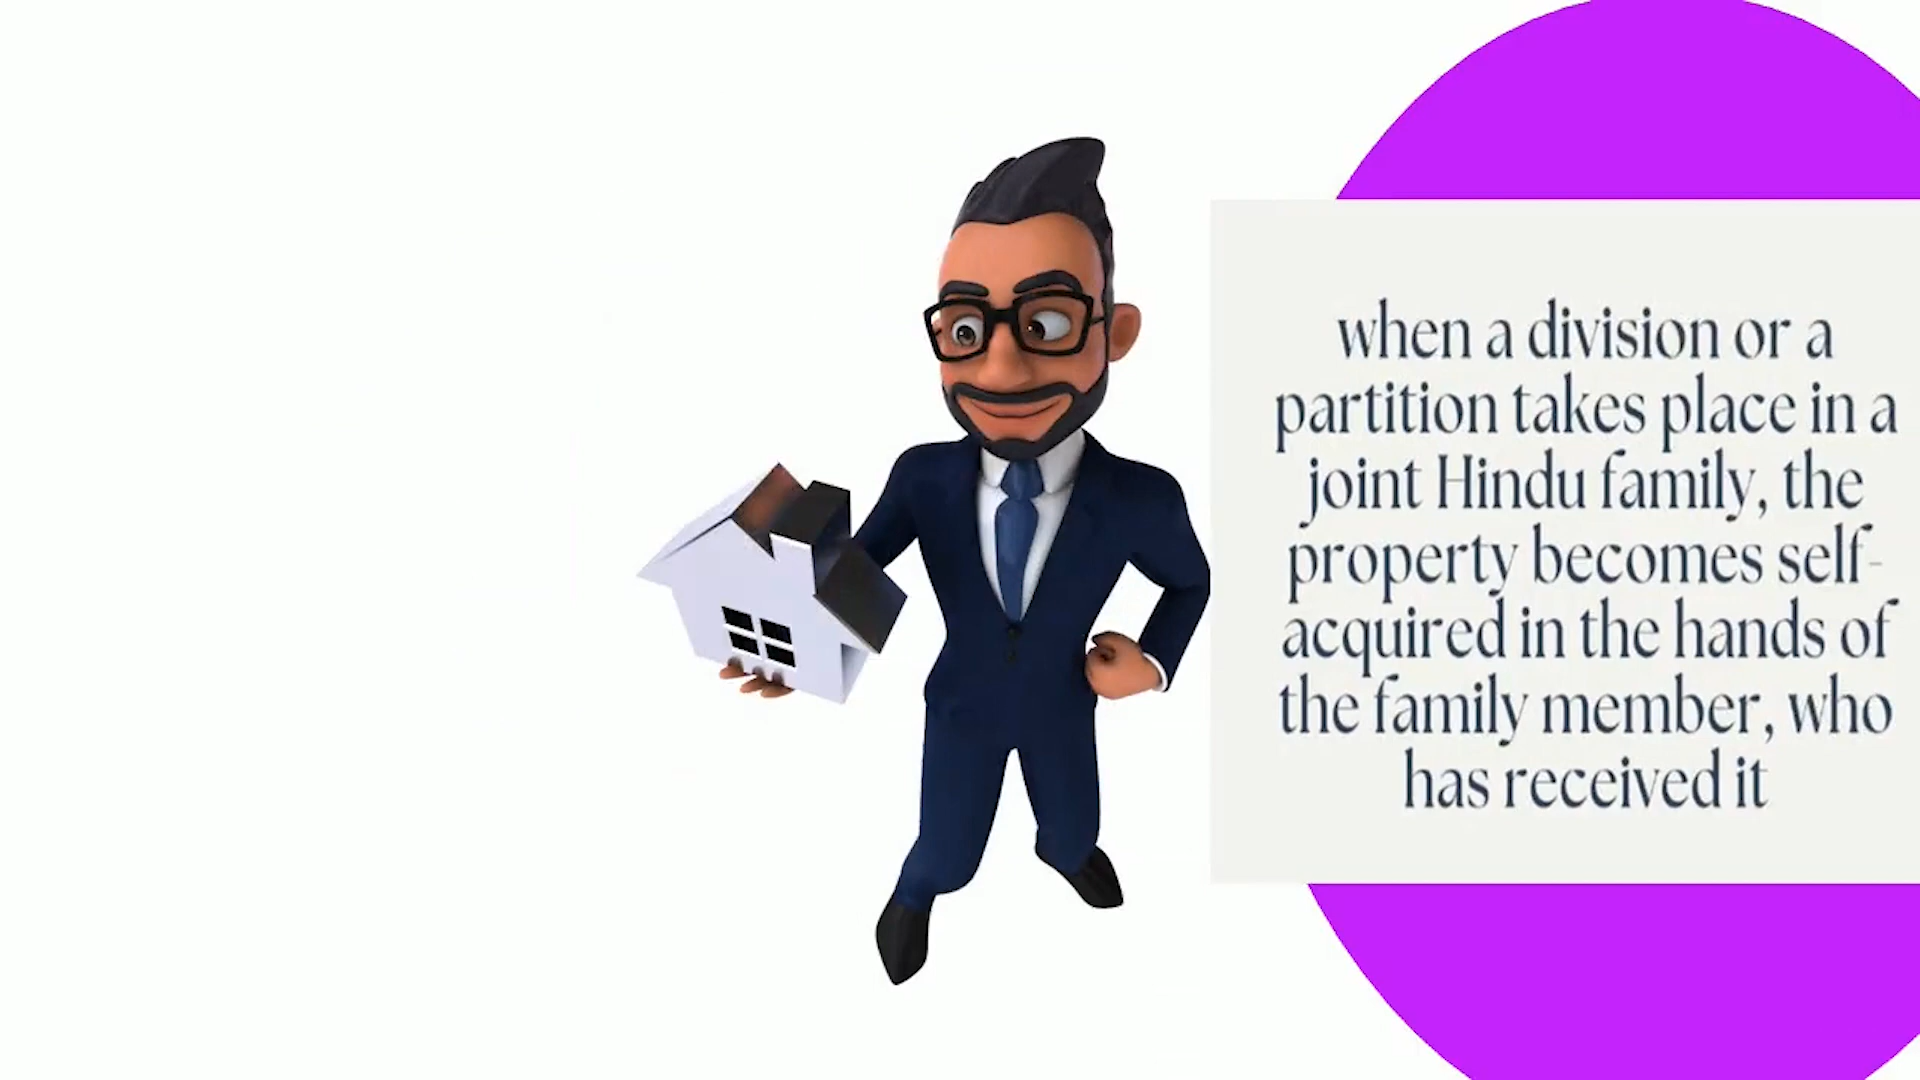 when a division or a
partition takes place in a
joint Hindu family, the
property becomes self-
acquired in the hands of
the family member, who
has received it